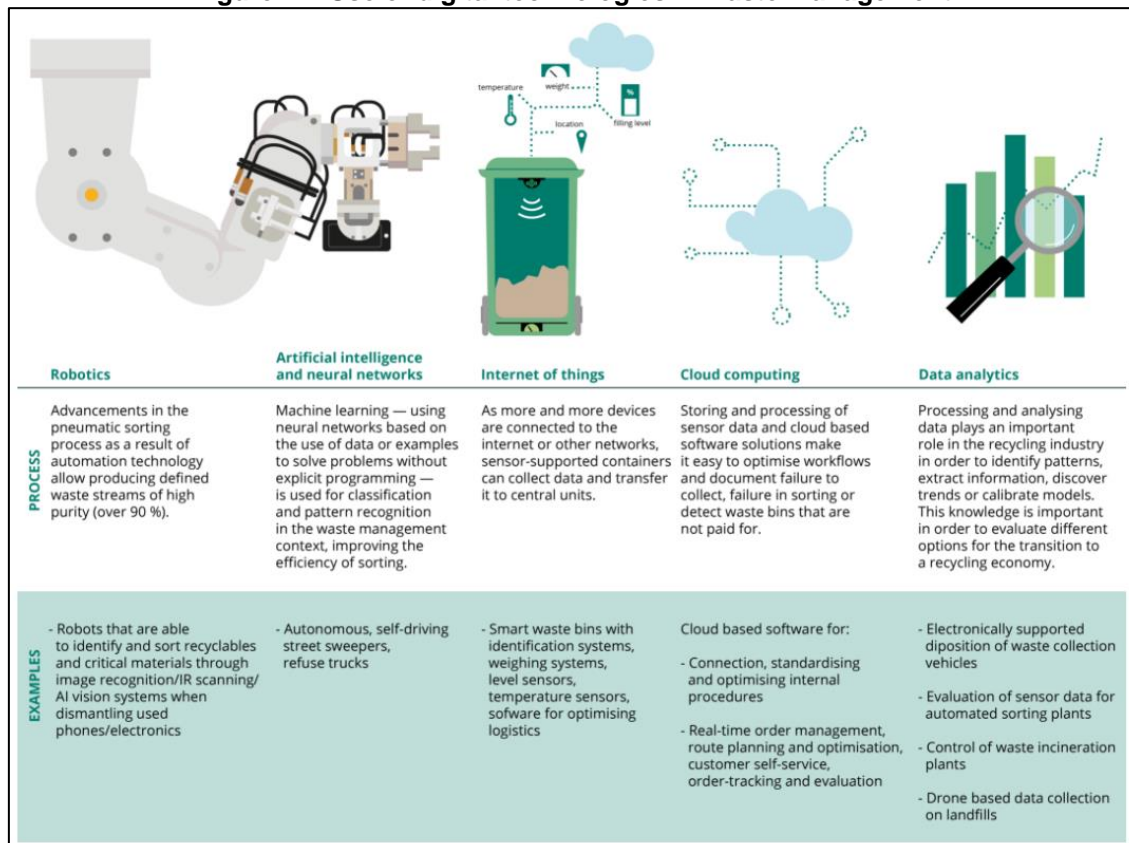 temperature
weight
%
location
filling level
Robotics
Artificial intelligence
and neural networks
Internet of things
Cloud computing
Data analytics
PROCESS
Advancements in the
pneumatic sorting
process as a result of
automation technology
allow producing defined
waste streams of high
purity (over 90 %).
Machine learning — using
neural networks based on
the use of data or examples
to solve problems without
explicit programming —
is used for classification
and pattern recognition
in the waste management
context, improving the
efficiency of sorting.
As more and more devices
are connected to the
internet or other networks,
sensor-supported containers
can collect data and transfer
it to central units.
Storing and processing of
sensor data and cloud based
software solutions make
it easy to optimise workflows
and document failure to
collect, failure in sorting or
detect waste bins that are
not paid for.
Processing and analysing
data plays an important
role in the recycling industry
in order to identify patterns,
extract information, discover
trends or calibrate models.
This knowledge is important
in order to evaluate different
options for the transition to
a recycling economy.
EXAMPLES
- Robots that are able
to identify and sort recyclables
and critical materials through
image recognition/IR scanning/
AI vision systems when
dismantling used
phones/electronics
- Autonomous, self-driving
street sweepers,
refuse trucks
- Smart waste bins with
identification systems,
weighing systems,
level sensors,
temperature sensors,
sofware for optimising
logistics
Cloud based software for:
- Connection, standardising
and optimising internal
procedures
- Real-time order management,
route planning and optimisation,
customer self-service,
order-tracking and evaluation
- Electronically supported
diposition of waste collection
vehicles
- Evaluation of sensor data for
automated sorting plants
- Control of waste incineration
plants
- Drone based data collection
on landfills